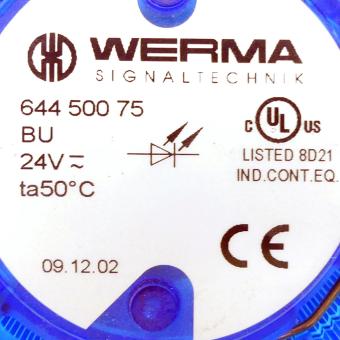 WERMA
SIGNALTECHNIK
644 500 75
BU
24V ⎓
ta50°C
C UL US
LISTED 8D21
IND.CONT.EQ.
CE
09.12.02